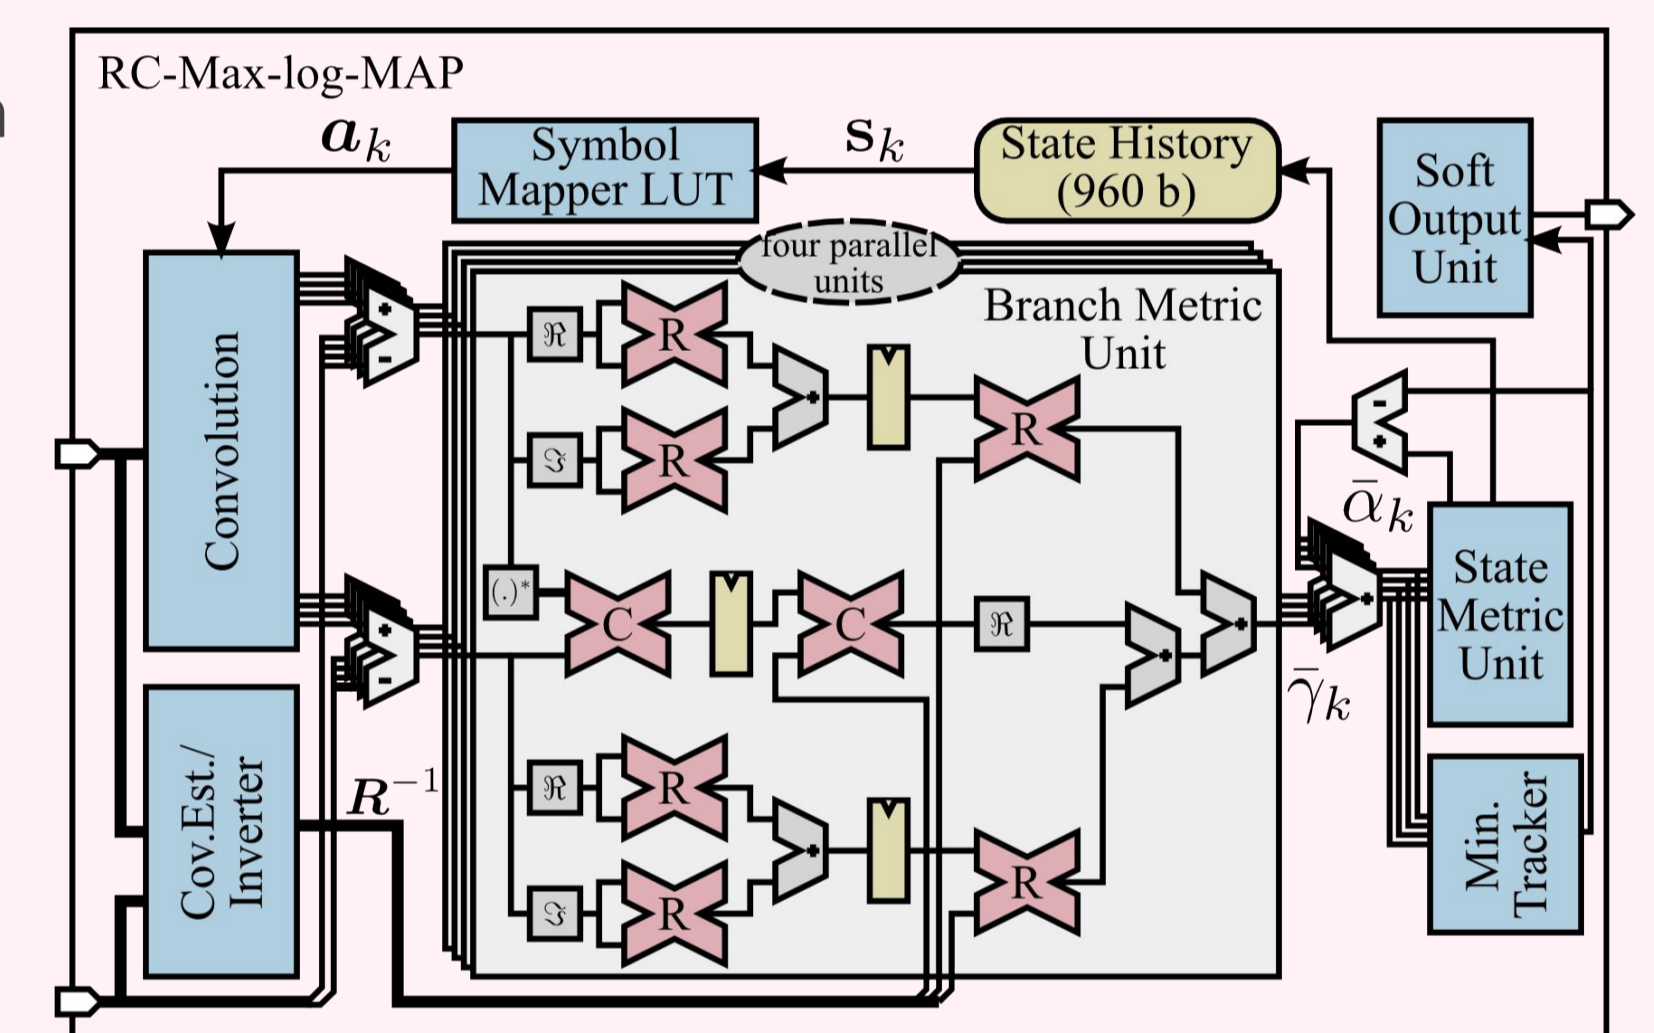 RC-Max-log-MAP
a_k
Symbol
Mapper LUT
s_k
State History
(960 b)
Soft
Output
Unit
four parallel
units
Branch Metric
Unit
Convolution
+
-
ℜ
R
ℑ
R
+
R
-
+
ᾱ_k
(.)*
C
C
ℜ
+
+
+
-
+
γ̄_k
State
Metric
Unit
Cov.Est./
Inverter
R⁻¹
ℜ
R
ℑ
R
+
R
Min.
Tracker